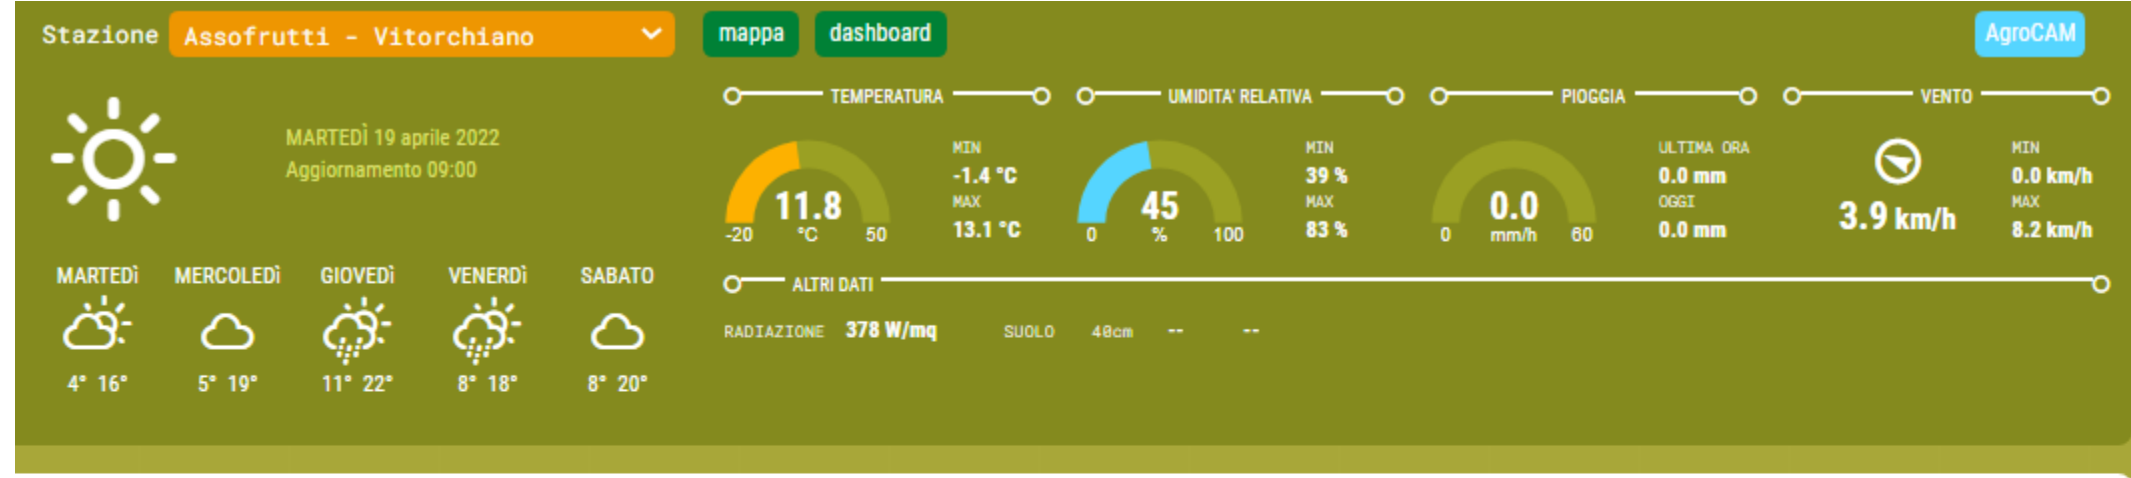 Stazione Assofrutti - Vitorchiano mappa dashboard AgroCAM
MARTEDÌ 19 aprile 2022
Aggiornamento 09:00
MARTEDÌ MERCOLEDÌ GIOVEDÌ VENERDÌ SABATO
4° 16° 5° 19° 11° 22° 8° 18° 8° 20°
TEMPERATURA
11.8
-20 °C 50
MIN
-1.4 °C
MAX
13.1 °C
UMIDITA' RELATIVA
45
0 % 100
MIN
39 %
MAX
83 %
PIOGGIA
0.0
0 mm/h 60
ULTIMA ORA
0.0 mm
OGGI
0.0 mm
VENTO
3.9 km/h
MIN
0.0 km/h
MAX
8.2 km/h
ALTRI DATI
RADIAZIONE 378 W/mq SUOLO 40cm -- --